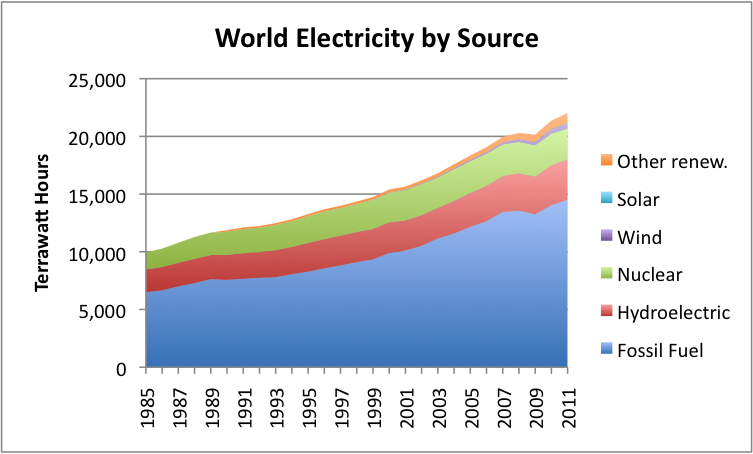 World Electricity by Source
25,000
20,000
15,000
10,000
5,000
0
Terrawatt Hours
1985
1987
1989
1991
1993
1995
1997
1999
2001
2003
2005
2007
2009
2011
Other renew.
Solar
Wind
Nuclear
Hydroelectric
Fossil Fuel